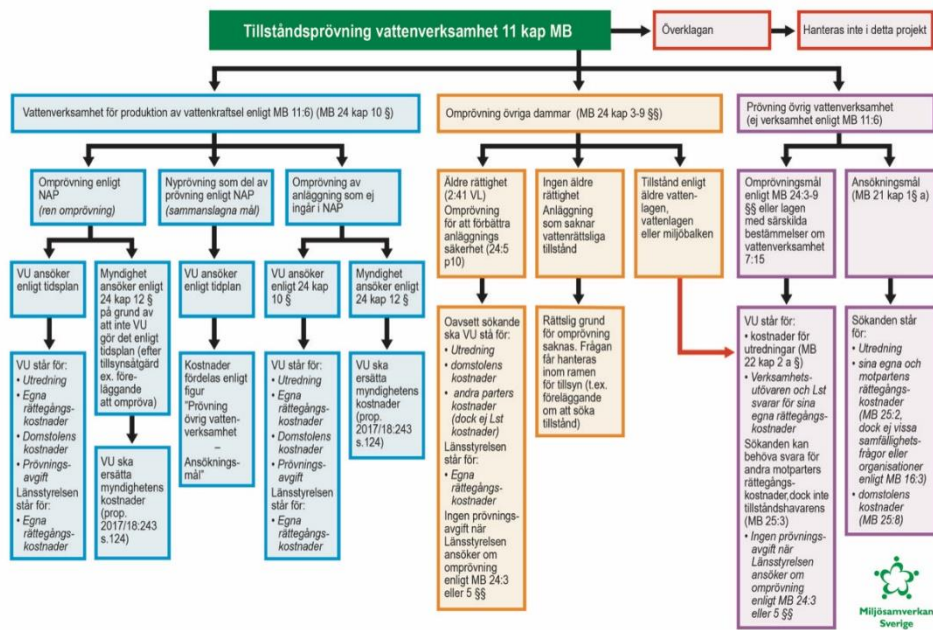 Tillståndsprövning vattenverksamhet 11 kap MB
Överklagan
Hanteras inte i detta projekt
Vattenverksamhet för produktion av vattenkraftsel enligt MB 11:6) (MB 24 kap 10 §)
Omprövning övriga dammar (MB 24 kap 3-9 §§)
Prövning övrig vattenverksamhet
(ej verksamhet enligt MB 11:6)
Omprövning enligt
NAP
(ren omprövning)
Nyprövning som del av
prövning enligt NAP
(sammanslagna mål)
Omprövning av
anläggning som ej
ingår i NAP
Äldre rättighet
(2:41 VL)
Omprövning
för att förbättra
anläggnings
säkerhet (24:5
p10)
Ingen äldre
rättighet
Anläggning
som saknar
vattenrättsliga
tillstånd
Tillstånd enligt
äldre vatten-
lagen,
vattenlagen
eller miljöbalken
Omprövningsmål
enligt MB 24:3-9
§§ eller lagen
med särskilda
bestämmelser om
vattenverksamhet
7:15
Ansökningsmål
(MB 21 kap 1§ a)
VU ansöker
enligt tidsplan
Myndighet
ansöker enligt
24 kap 12 §
på grund av
att inte VU
gör det enligt
tidsplan (efter
tillsynsåtgärd
ex. före-
läggande
att ompröva)
VU ansöker
enligt tidplan
VU ansöker
enligt 24 kap
10 §
Myndighet
ansöker enligt
24 kap 12 §
VU står för:
• Utredning
• Egna
rättegångs-
kostnader
• Domstolens
kostnader
• Prövnings-
avgift
Länsstyrelsen
står för:
• Egna
rättegångs-
kostnader
VU ska
ersätta
myndighetens
kostnader
(prop.
2017/18:243
s.124)
Kostnader
fördelas enligt
figur
"Prövning
övrig vatten-
verksamhet
–
Ansöknings-
mål"
VU står för:
• Utredning
• Egna
rättegångs-
kostnader
• Domstolens
kostnader
• Prövnings-
avgift
Länsstyrelsen
står för:
• Egna
rättegångs-
kostnader
VU ska ersätta
myndighetens
kostnader
(prop.
2017/18:243
s.124)
Oavsett sökande
ska VU stå för:
• Utredning
• domstolens
kostnader
• andra parters
kostnader
(dock ej Lst
kostnader)
Länsstyrelsen
står för:
• Egna
rättegångs-
kostnader
Ingen prövnings-
avgift när
Länsstyrelsen
ansöker om
omprövning
enligt MB 24:3
eller 5 §§
Rättslig grund
för omprövning
saknas. Frågan
får hanteras
inom ramen
för tillsyn (t.ex.
föreläggande
om att söka
tillstånd)
VU står för:
• kostnader för
utredningar (MB
22 kap 2 a §)
• Verksamhets-
utövaren och Lst
svarar för sina
egna rättegångs-
kostnader
Sökanden kan
behöva svara för
andra motparters
rättegångs-
kostnader,dock inte
tillståndshavarens
(MB 25:3)
• Ingen prövnings-
avgift när
Länsstyrelsen
ansöker om
omprövning
enligt MB 24:3 eller
5 §§
Sökanden står
för:
• Utredning
• sina egna och
motpartens
rättegångs-
kostnader
(MB 25:2,
dock ej vissa
samfällighets-
frågor eller
organisationer
enligt MB 16:3)
• domstolens
kostnader
(MB 25:8)
Miljösamverkan
Sverige